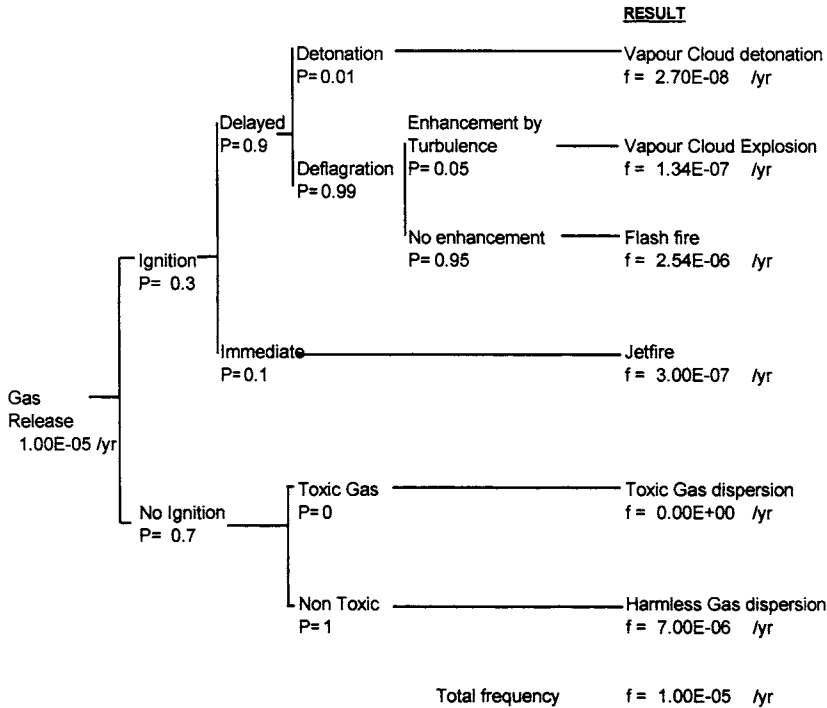 RESULT
Detonation
P= 0.01
Vapour Cloud detonation
f = 2.70E-08 /yr
Delayed
P= 0.9
Enhancement by
Turbulence
P= 0.05
Vapour Cloud Explosion
f = 1.34E-07 /yr
Deflagration
P= 0.99
No enhancement
P= 0.95
Flash fire
f = 2.54E-06 /yr
Ignition
P= 0.3
Immediate
P= 0.1
Jetfire
f = 3.00E-07 /yr
Gas
Release
1.00E-05 /yr
Toxic Gas
P= 0
Toxic Gas dispersion
f = 0.00E+00 /yr
No Ignition
P= 0.7
Non Toxic
P= 1
Harmless Gas dispersion
f = 7.00E-06 /yr
Total frequency f = 1.00E-05 /yr